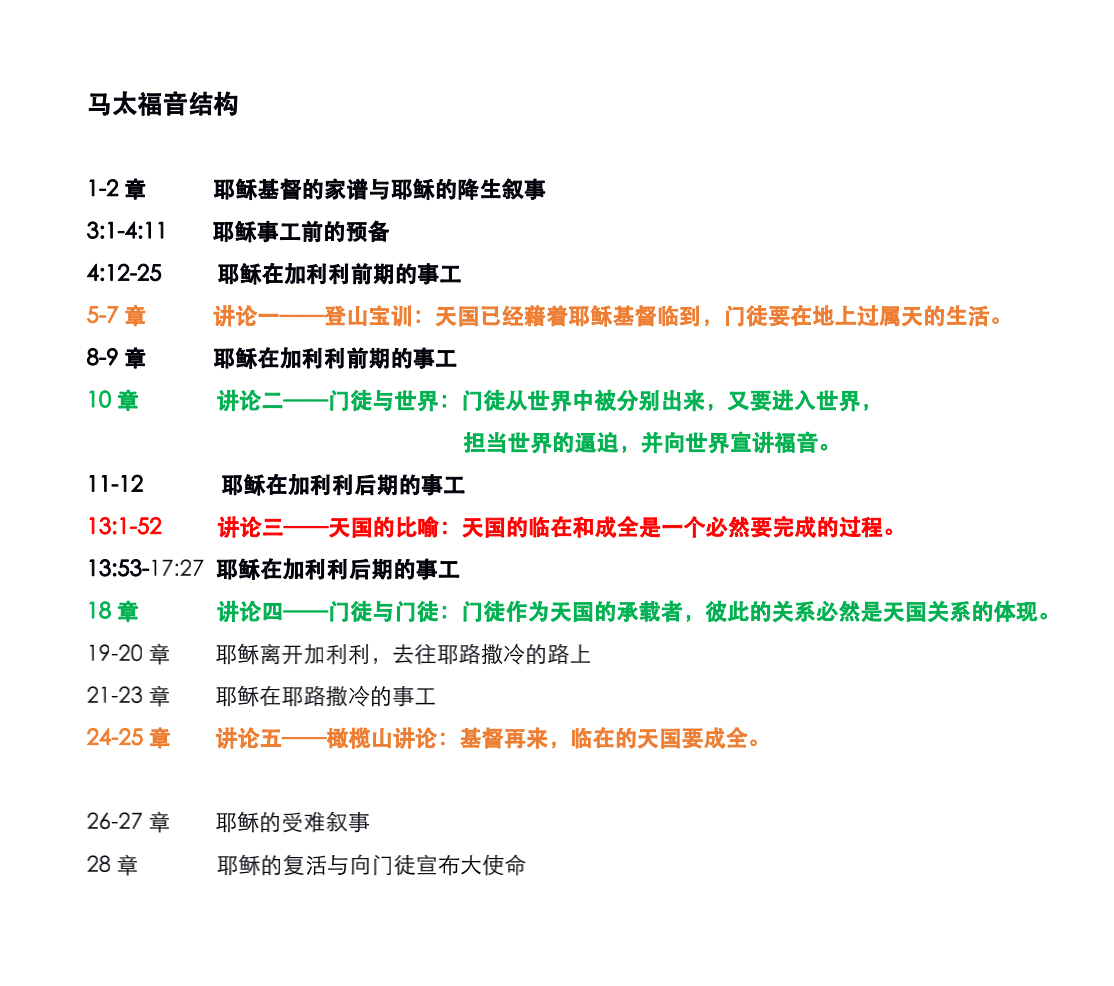 马太福音结构
1-2 章 耶稣基督的家谱与耶稣的降生叙事
3:1-4:11 耶稣事工前的预备
4:12-25 耶稣在加利利前期的事工
5-7 章 讲论一——登山宝训：天国已经藉着耶稣基督临到，门徒要在地上过属天的生活。
8-9 章 耶稣在加利利前期的事工
10 章 讲论二——门徒与世界：门徒从世界中被分别出来，又要进入世界，
担当世界的逼迫，并向世界宣讲福音。
11-12 耶稣在加利利后期的事工
13:1-52 讲论三——天国的比喻：天国的临在和成全是一个必然要完成的过程。
13:53-17:27 耶稣在加利利后期的事工
18 章 讲论四——门徒与门徒：门徒作为天国的承载者，彼此的关系必然是天国关系的体现。
19-20 章 耶稣离开加利利，去往耶路撒冷的路上
21-23 章 耶稣在耶路撒冷的事工
24-25 章 讲论五——橄榄山讲论：基督再来，临在的天国要成全。
26-27 章 耶稣的受难叙事
28 章 耶稣的复活与向门徒宣布大使命